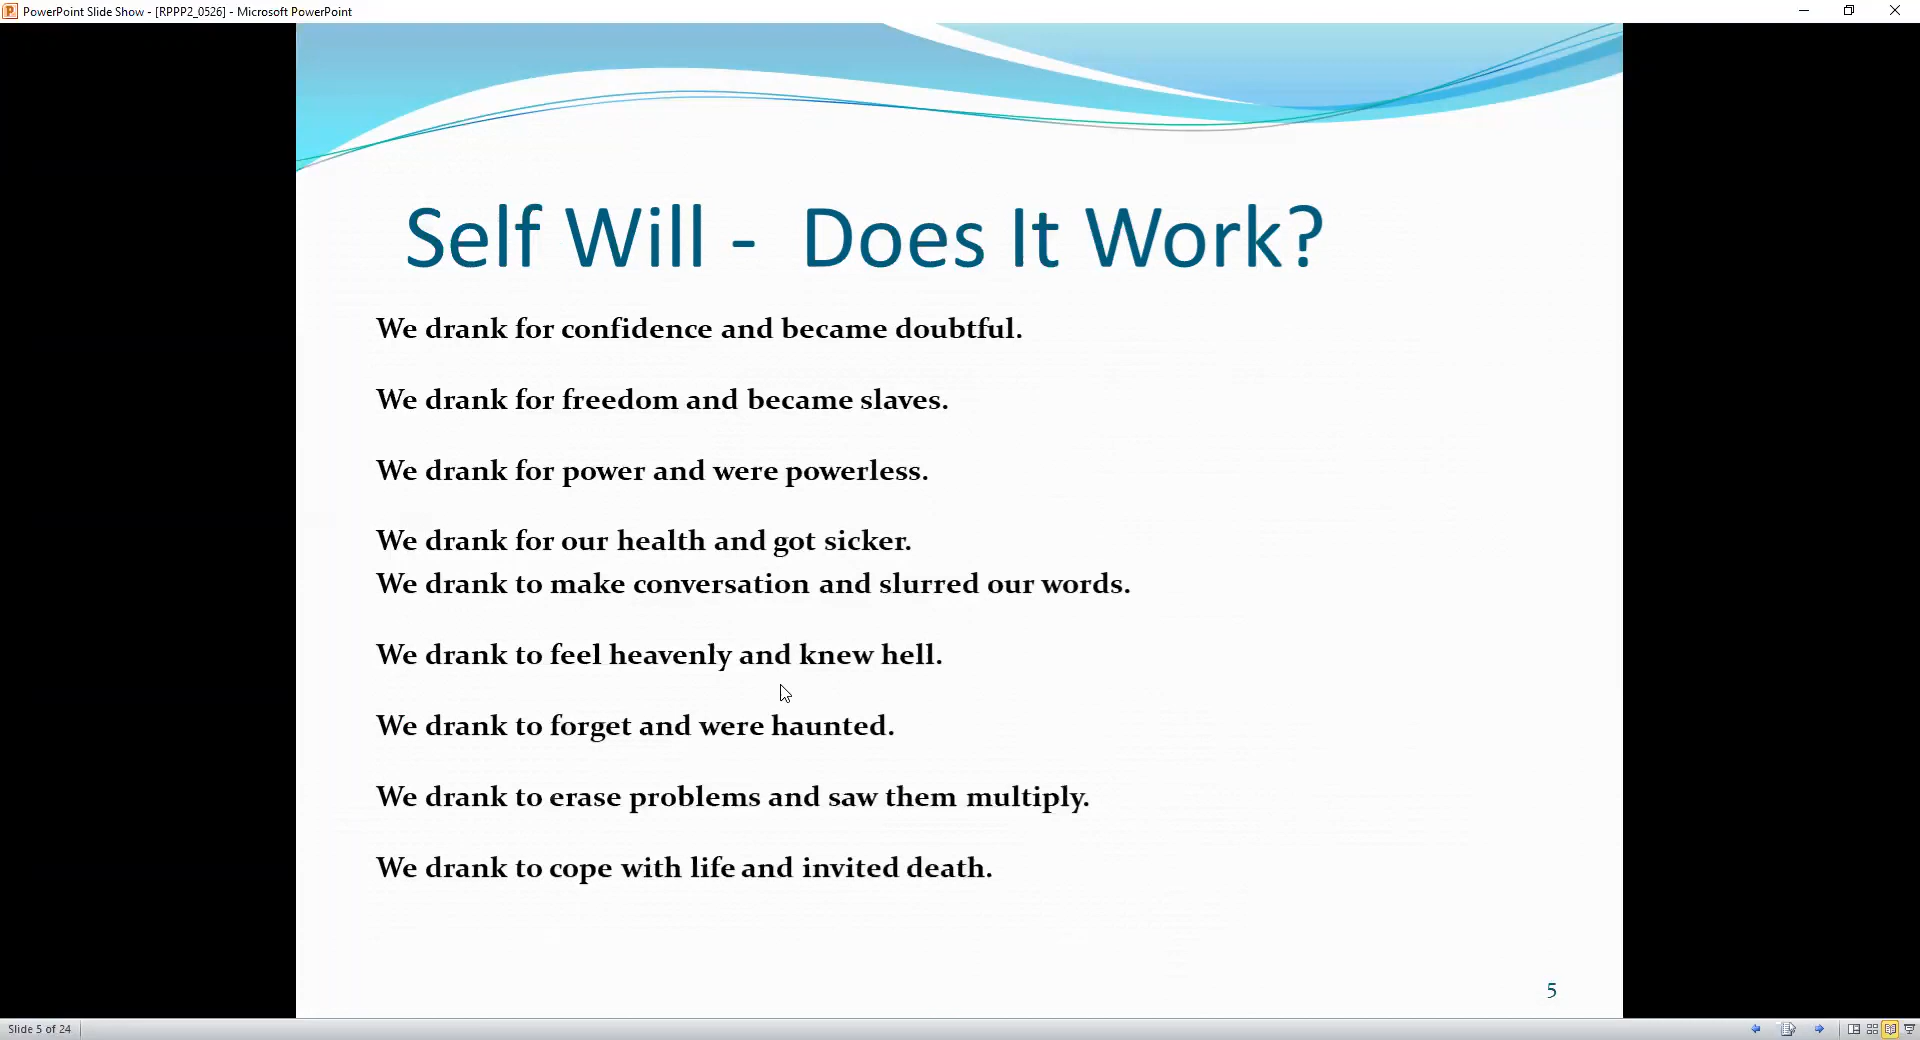 PowerPoint Slide Show - [RPPP2_0526] - Microsoft PowerPoint
Self Will - Does It Work?
We drank for confidence and became doubtful.
We drank for freedom and became slaves.
We drank for power and were powerless.
We drank for our health and got sicker.
We drank to make conversation and slurred our words.
We drank to feel heavenly and knew hell.
We drank to forget and were haunted.
We drank to erase problems and saw them multiply.
We drank to cope with life and invited death.
5
Slide 5 of 24